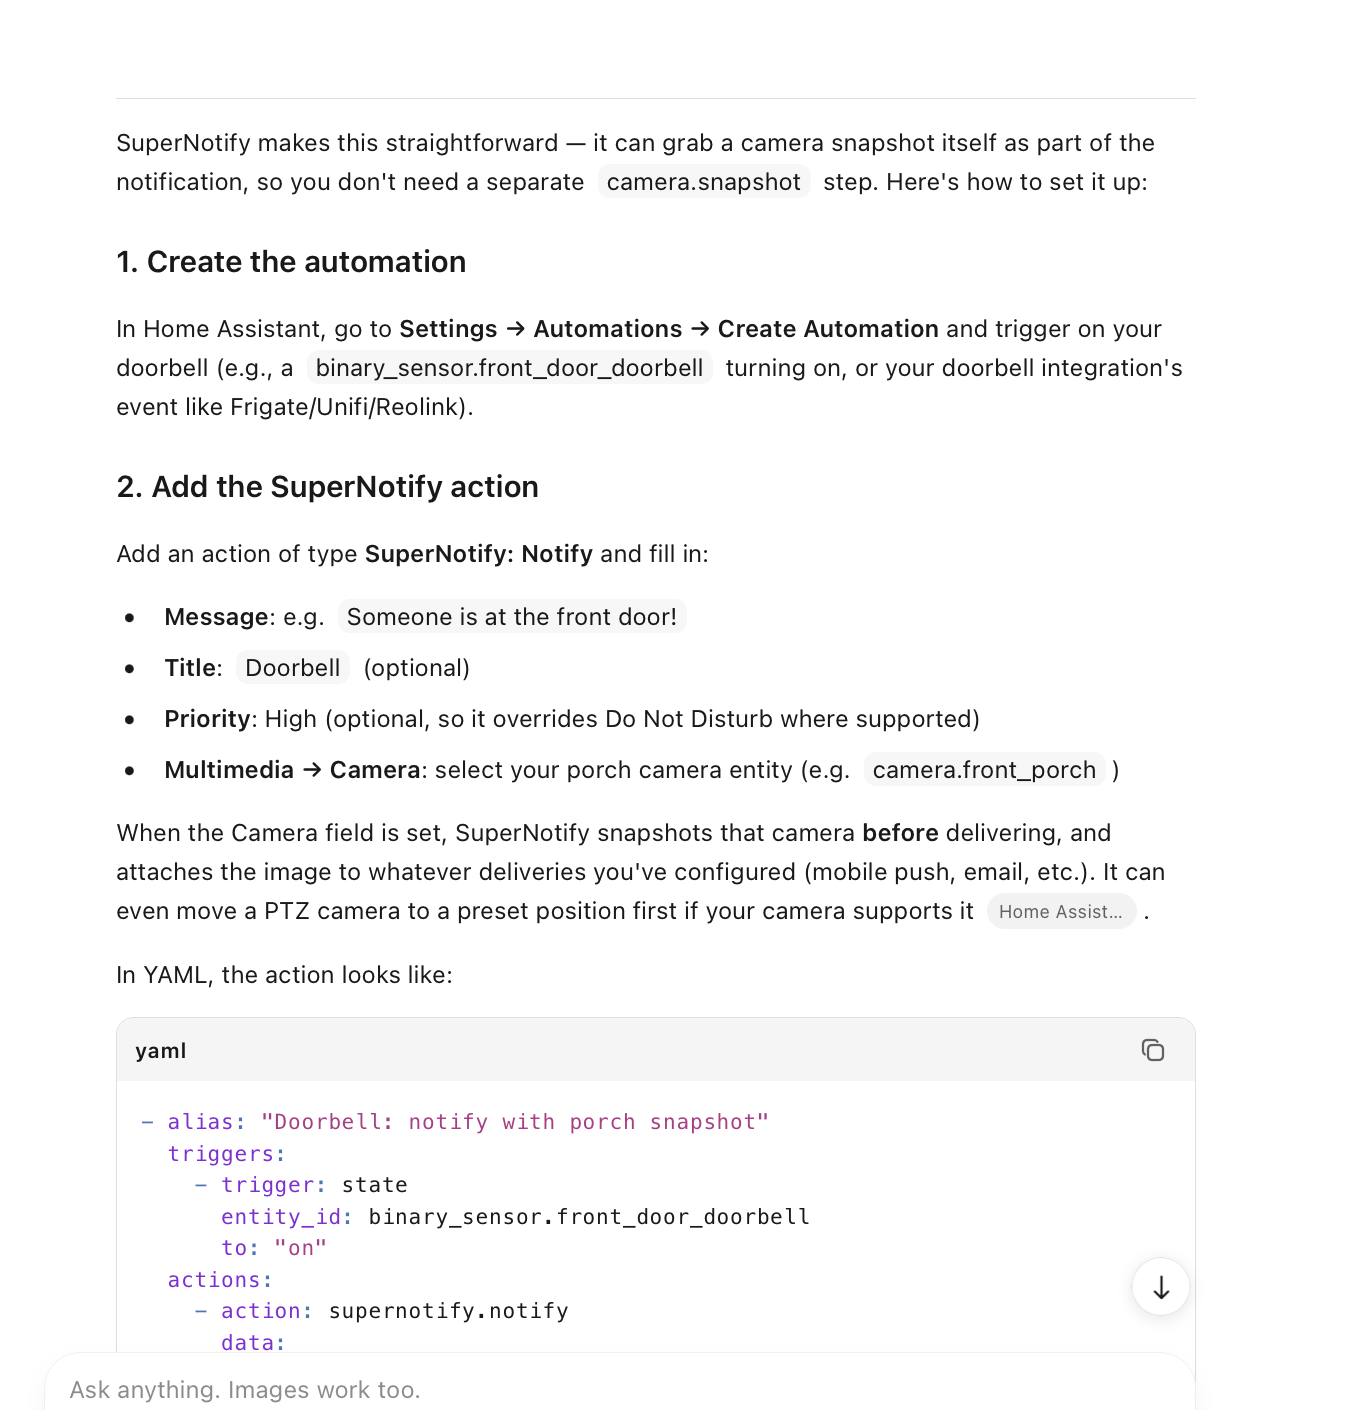 SuperNotify makes this straightforward — it can grab a camera snapshot itself as part of the
notification, so you don't need a separate camera.snapshot step. Here's how to set it up:
1. Create the automation
In Home Assistant, go to Settings → Automations → Create Automation and trigger on your
doorbell (e.g., a binary_sensor.front_door_doorbell turning on, or your doorbell integration's
event like Frigate/Unifi/Reolink).
2. Add the SuperNotify action
Add an action of type SuperNotify: Notify and fill in:
• Message: e.g. Someone is at the front door!
• Title: Doorbell (optional)
• Priority: High (optional, so it overrides Do Not Disturb where supported)
• Multimedia → Camera: select your porch camera entity (e.g. camera.front_porch )
When the Camera field is set, SuperNotify snapshots that camera before delivering, and
attaches the image to whatever deliveries you've configured (mobile push, email, etc.). It can
even move a PTZ camera to a preset position first if your camera supports it Home Assist... .
In YAML, the action looks like:
yaml
- alias: "Doorbell: notify with porch snapshot"
  triggers:
    - trigger: state
      entity_id: binary_sensor.front_door_doorbell
      to: "on"
  actions:
    - action: supernotify.notify
      data:
Ask anything. Images work too.